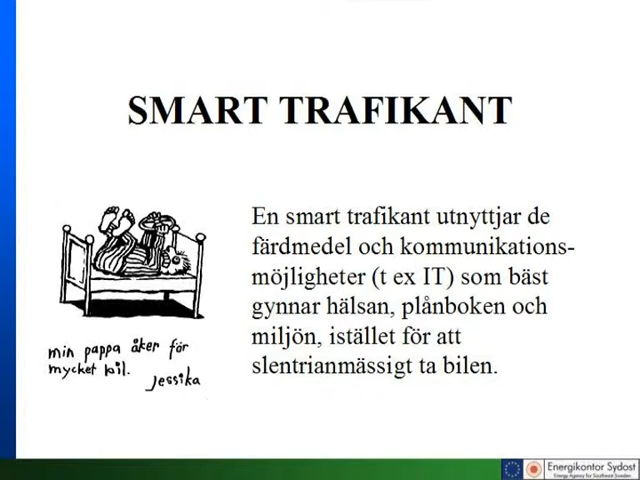 SMART TRAFIKANT
En smart trafikant utnyttjar de
färdmedel och kommunikations-
möjligheter (t ex IT) som bäst
gynnar hälsan, plånboken och
miljön, istället för att
slentrianmässigt ta bilen.
min pappa åker för
mycket bil.
Jessika
Energikontor Sydost
Energy Agency for Southeast Sweden